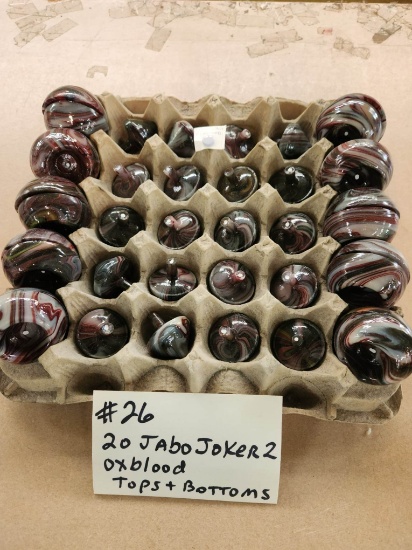 #26
20 JABO JOKER 2
oxblood
TOPS + BOTTOMS